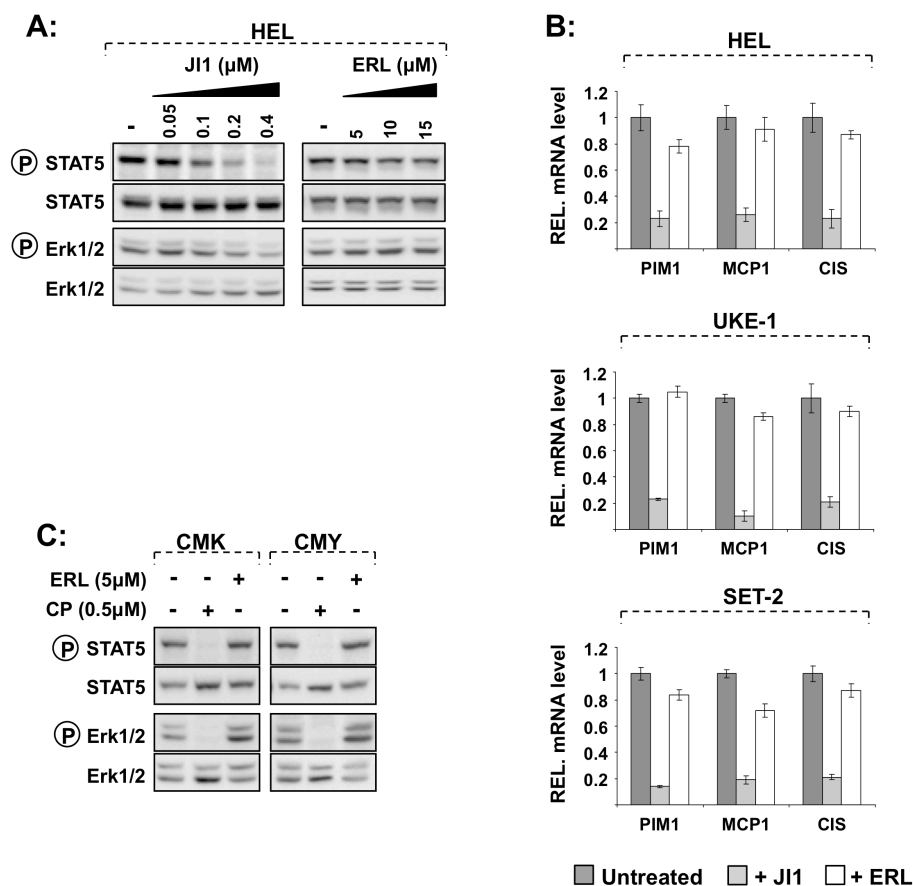 A:
HEL
JI1 (µM)
ERL (µM)
- 0.05 0.1 0.2 0.4
- 5 10 15
P STAT5
STAT5
P Erk1/2
Erk1/2
B:
HEL
REL. mRNA level
1.2
1
0.8
0.6
0.4
0.2
PIM1 MCP1 CIS
UKE-1
REL. mRNA level
1.2
1
0.8
0.6
0.4
0.2
PIM1 MCP1 CIS
SET-2
REL. mRNA level
1.2
1
0.8
0.6
0.4
0.2
PIM1 MCP1 CIS
Untreated + JI1 + ERL
C:
CMK CMY
ERL (5µM) - - + - - +
CP (0.5µM) - + - - + -
P STAT5
STAT5
P Erk1/2
Erk1/2